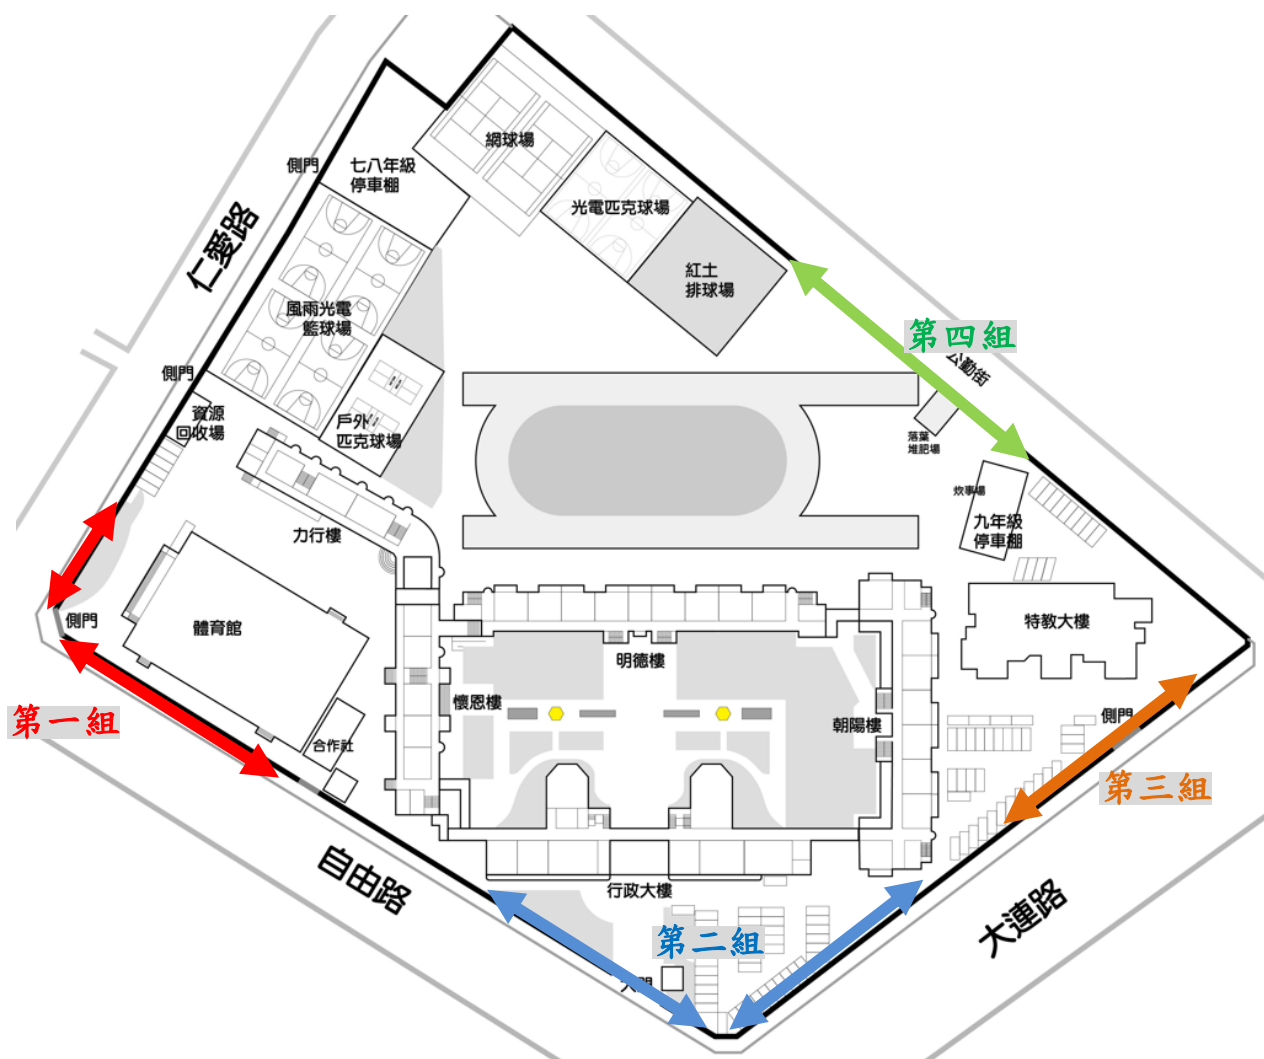 網球場
側門
七八年級
停車棚
光電匹克球場
仁愛路
紅土
排球場
風雨光電
籃球場
第四組
公勤街
側門
資源
回收場
戶外
匹克球場
落葉
堆肥場
炊事場
九年級
停車棚
力行樓
側門
體育館
特教大樓
明德樓
懷恩樓
朝陽樓
側門
第一組
合作社
第三組
自由路
行政大樓
大連路
第二組
大門